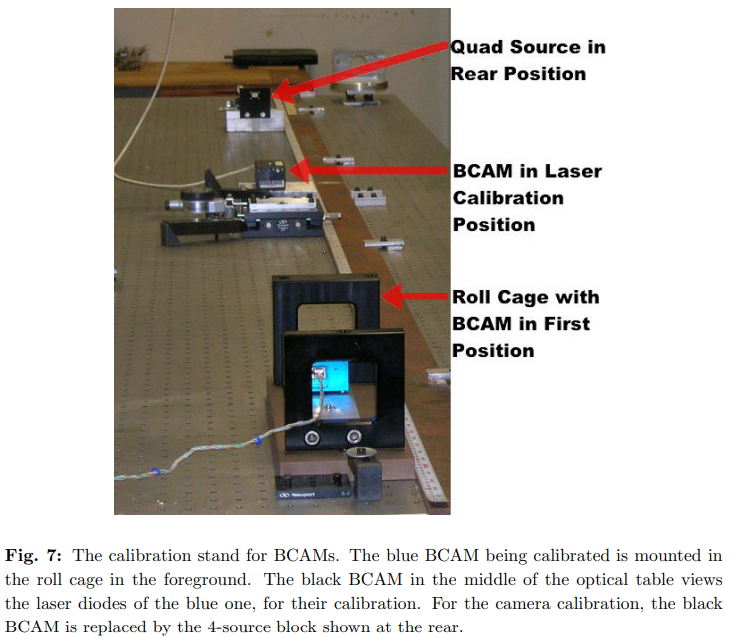 Quad Source in
Rear Position
BCAM in Laser
Calibration
Position
Roll Cage with
BCAM in First
Position
Newport
Fig. 7: The calibration stand for BCAMs. The blue BCAM being calibrated is mounted in
the roll cage in the foreground. The black BCAM in the middle of the optical table views
the laser diodes of the blue one, for their calibration. For the camera calibration, the black
BCAM is replaced by the 4-source block shown at the rear.